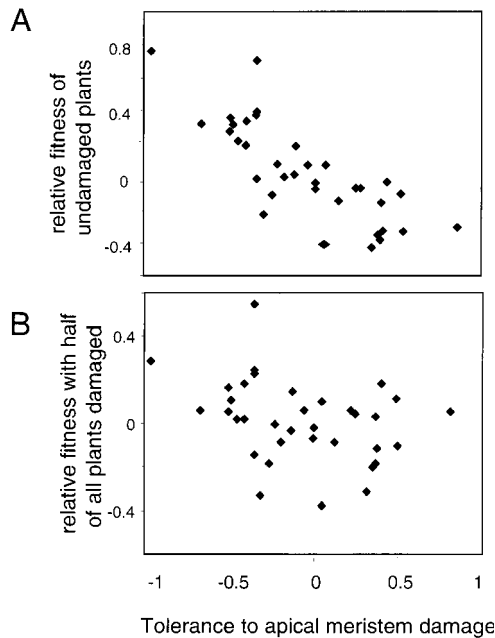 A
relative fitness of
undamaged plants
0.8
0.4
0
-0.4
B
relative fitness with half
of all plants damaged
0.4
0
-0.4
-1 -0.5 0 0.5 1
Tolerance to apical meristem damage